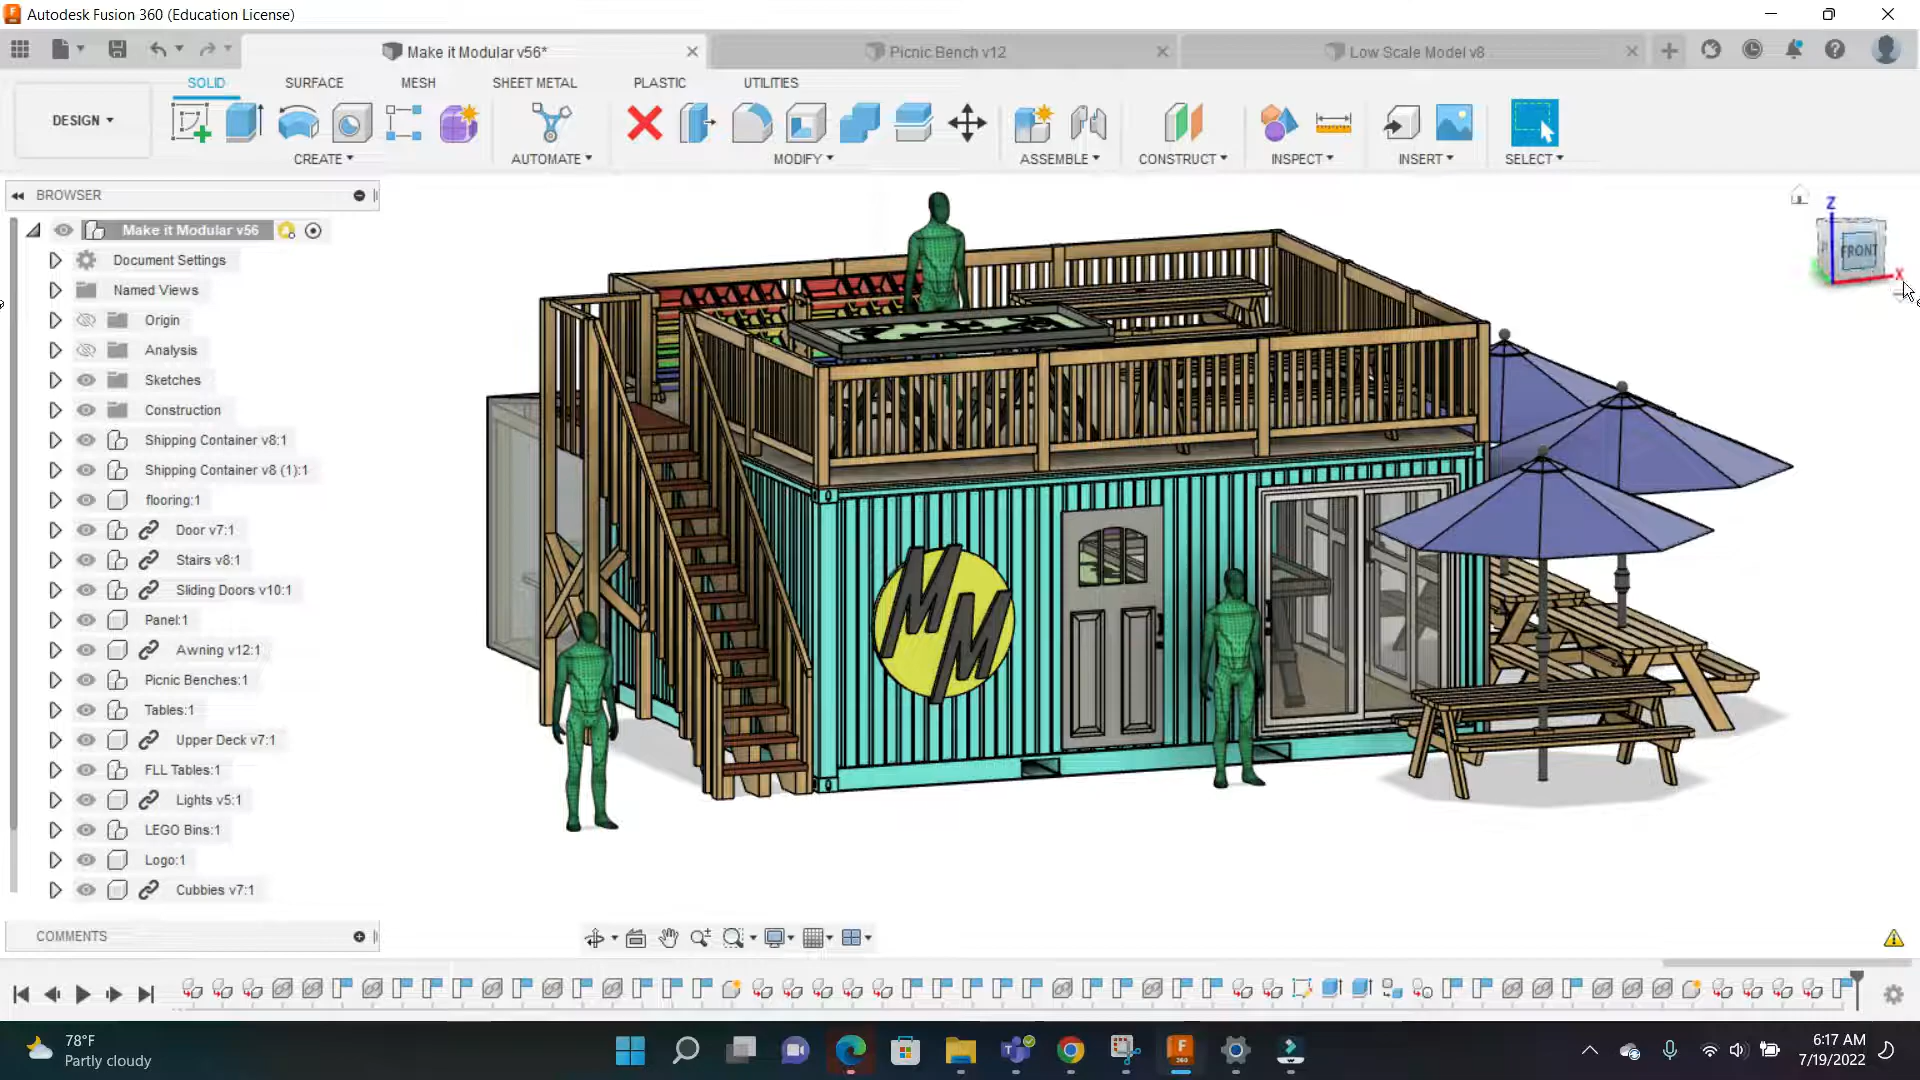 Autodesk Fusion 360 (Education License)
Make it Modular v56*
Picnic Bench v12
Low Scale Model v8
SOLID
SURFACE
MESH
SHEET METAL
PLASTIC
UTILITIES
DESIGN
CREATE
AUTOMATE
MODIFY
ASSEMBLE
CONSTRUCT
INSPECT
INSERT
SELECT
BROWSER
Make it Modular v56
Document Settings
Named Views
Origin
Analysis
Sketches
Construction
Shipping Container v8:1
Shipping Container v8 (1):1
flooring:1
Door v7:1
Stairs v8:1
Sliding Doors v10:1
Panel:1
Awning v12:1
Picnic Benches:1
Tables:1
Upper Deck v7:1
FLL Tables:1
Lights v5:1
LEGO Bins:1
Logo:1
Cubbies v7:1
Z
FRONT
X
MM
COMMENTS
78°F
Partly cloudy
F
360
6:17 AM
7/19/2022